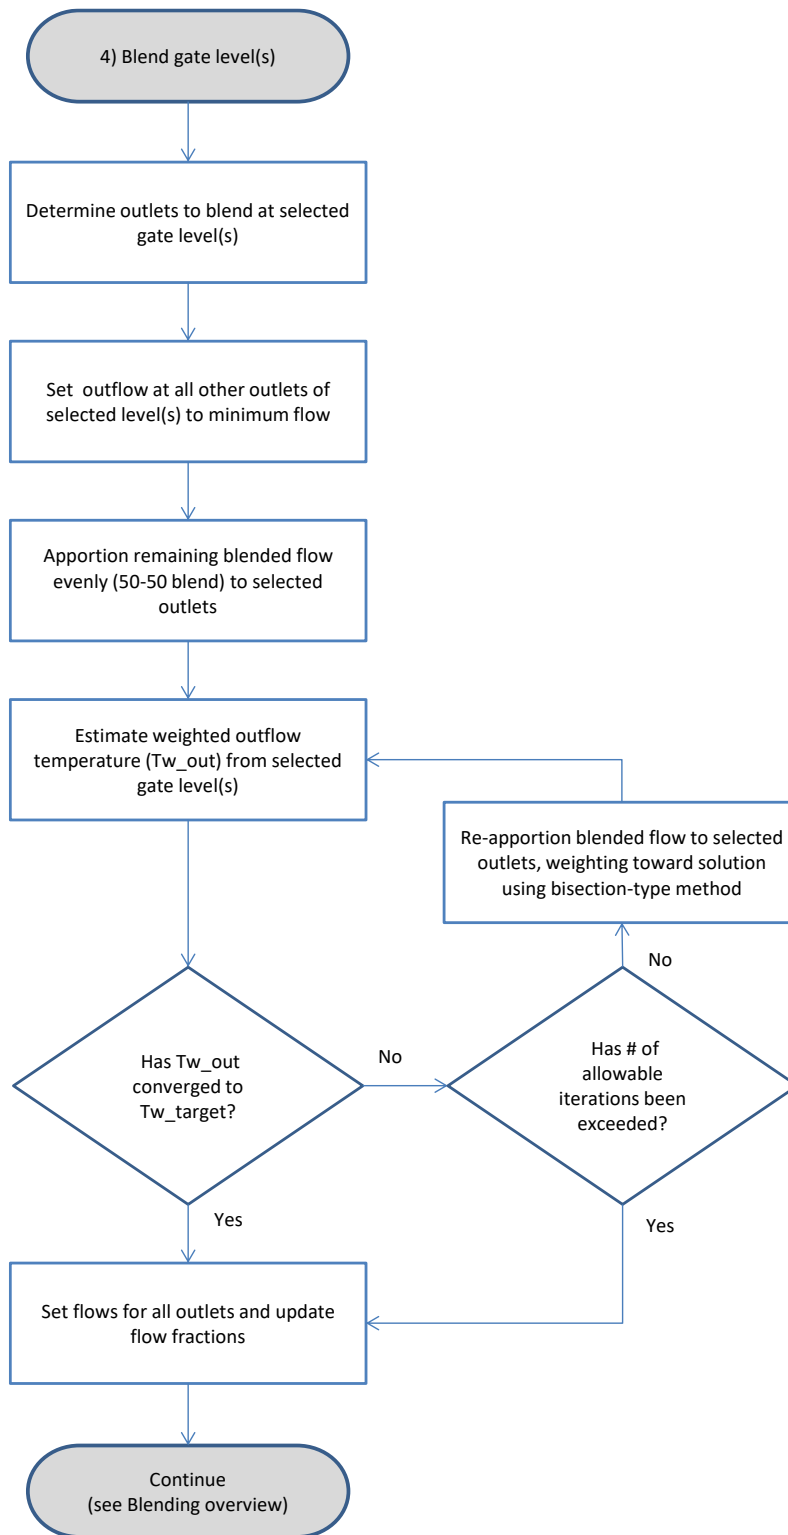 4) Blend gate level(s)
Determine outlets to blend at selected
gate level(s)
Set outflow at all other outlets of
selected level(s) to minimum flow
Apportion remaining blended flow
evenly (50-50 blend) to selected
outlets
Estimate weighted outflow
temperature (Tw_out) from selected
gate level(s)
Re-apportion blended flow to selected
outlets, weighting toward solution
using bisection-type method
No
Has Tw_out
converged to
Tw_target?
No
Has # of
allowable
iterations been
exceeded?
Yes
Yes
Set flows for all outlets and update
flow fractions
Continue
(see Blending overview)